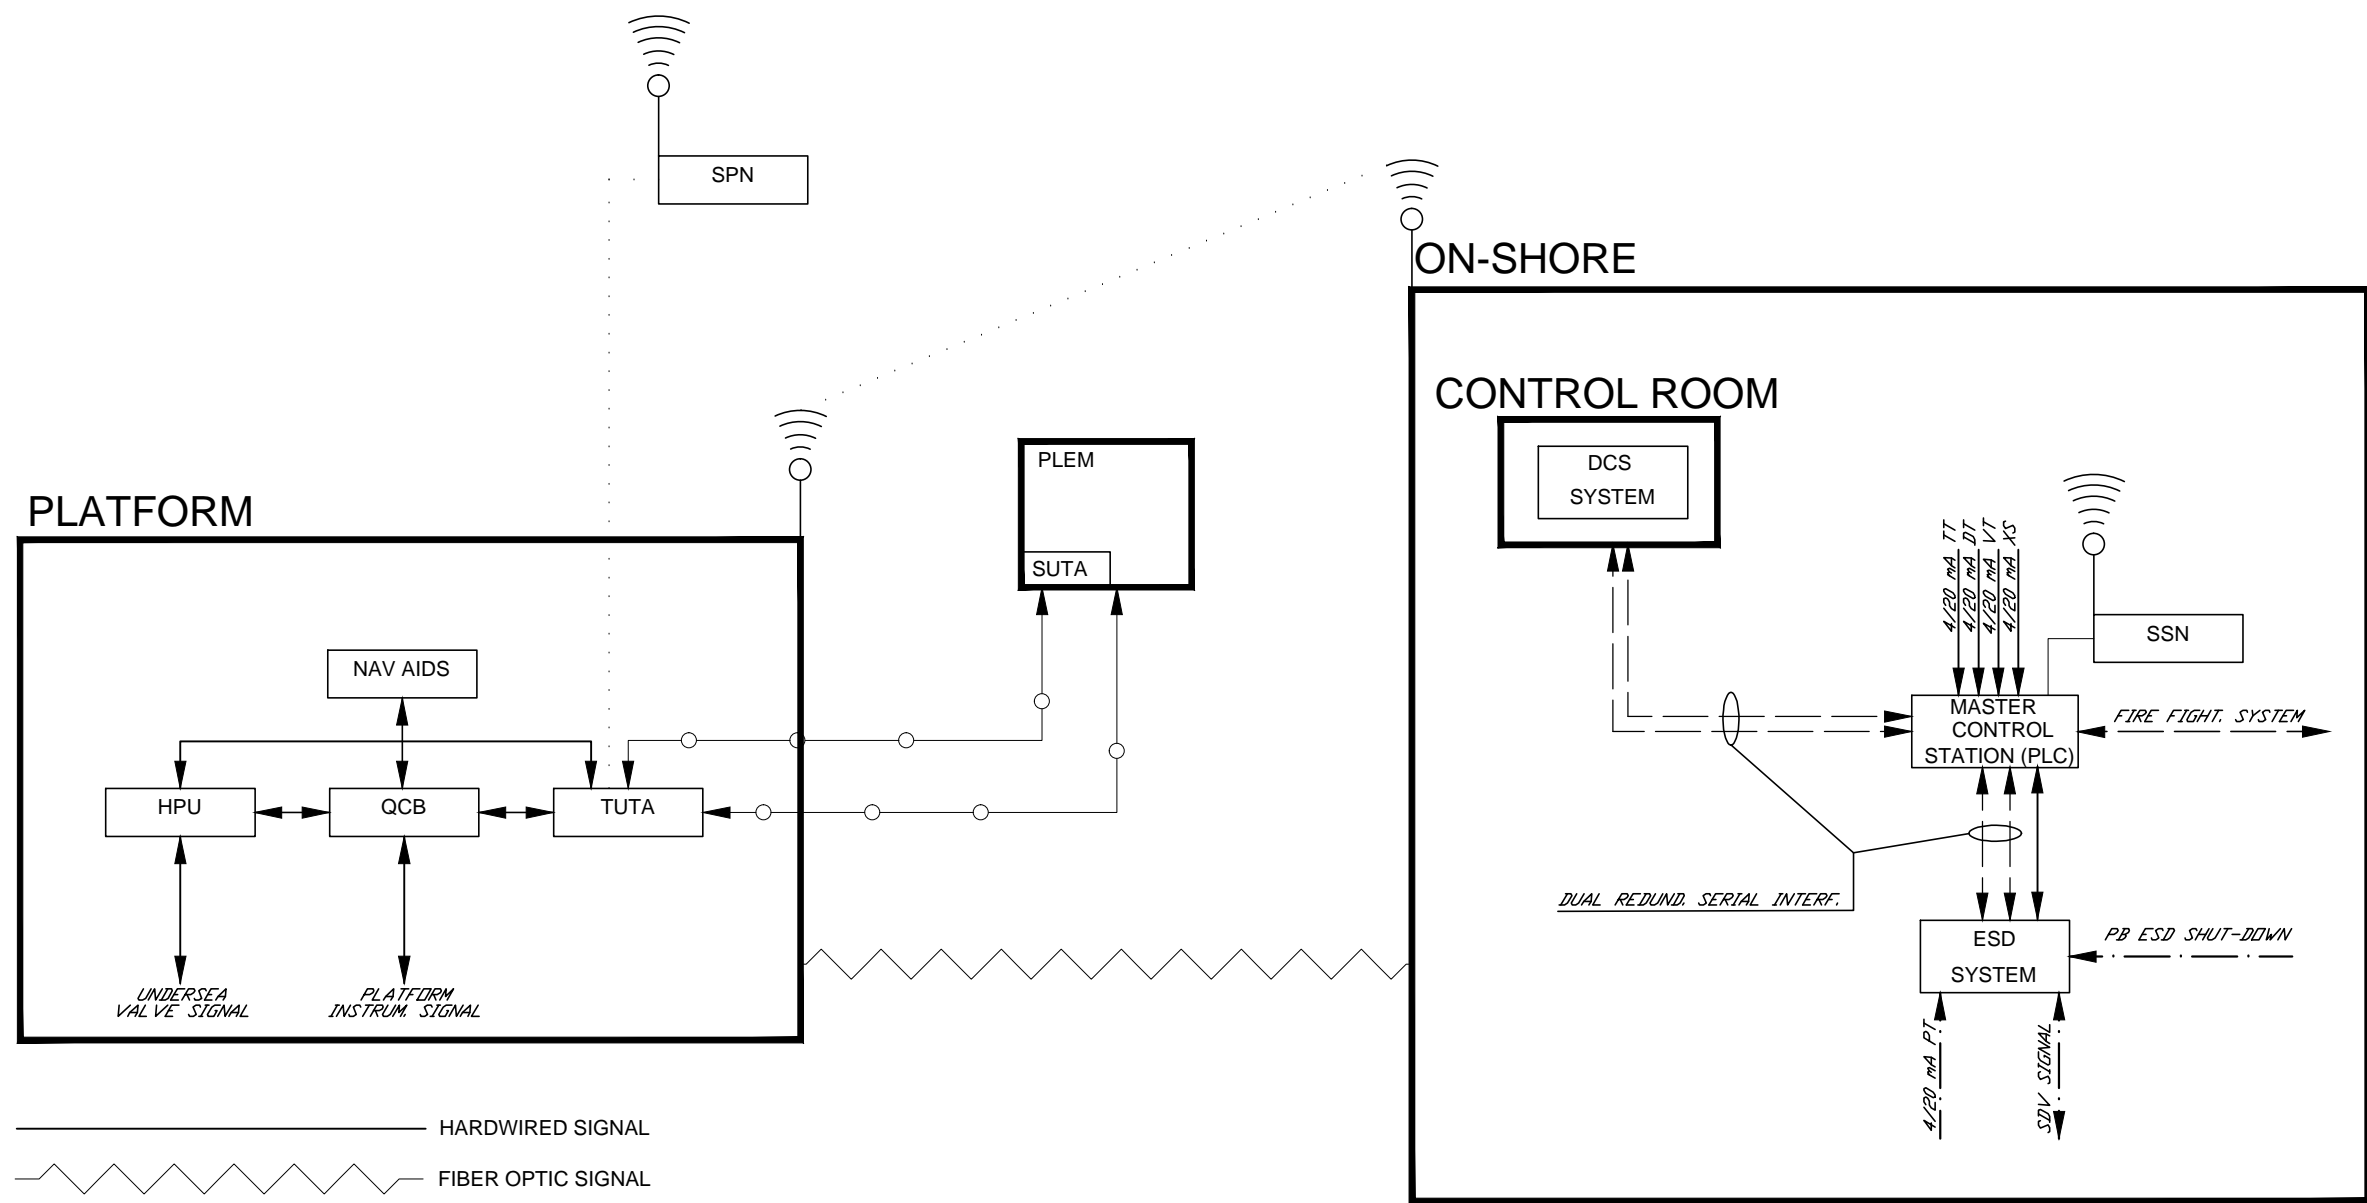 SPN
ON-SHORE
CONTROL ROOM
DCS
SYSTEM
PLEM
SUTA
PLATFORM
NAV AIDS
HPU
QCB
TUTA
UNDERSEA
VALVE SIGNAL
PLATFORM
INSTRUM. SIGNAL
4/20 mA TT
4/20 mA DT
4/20 mA VT
4/20 mA XS
SSN
MASTER
CONTROL
STATION (PLC)
FIRE FIGHT. SYSTEM
DUAL REDUND. SERIAL INTERF.
ESD
SYSTEM
PB ESD SHUT-DOWN
4/20 mA PT
SDV SIGNAL
HARDWIRED SIGNAL
FIBER OPTIC SIGNAL